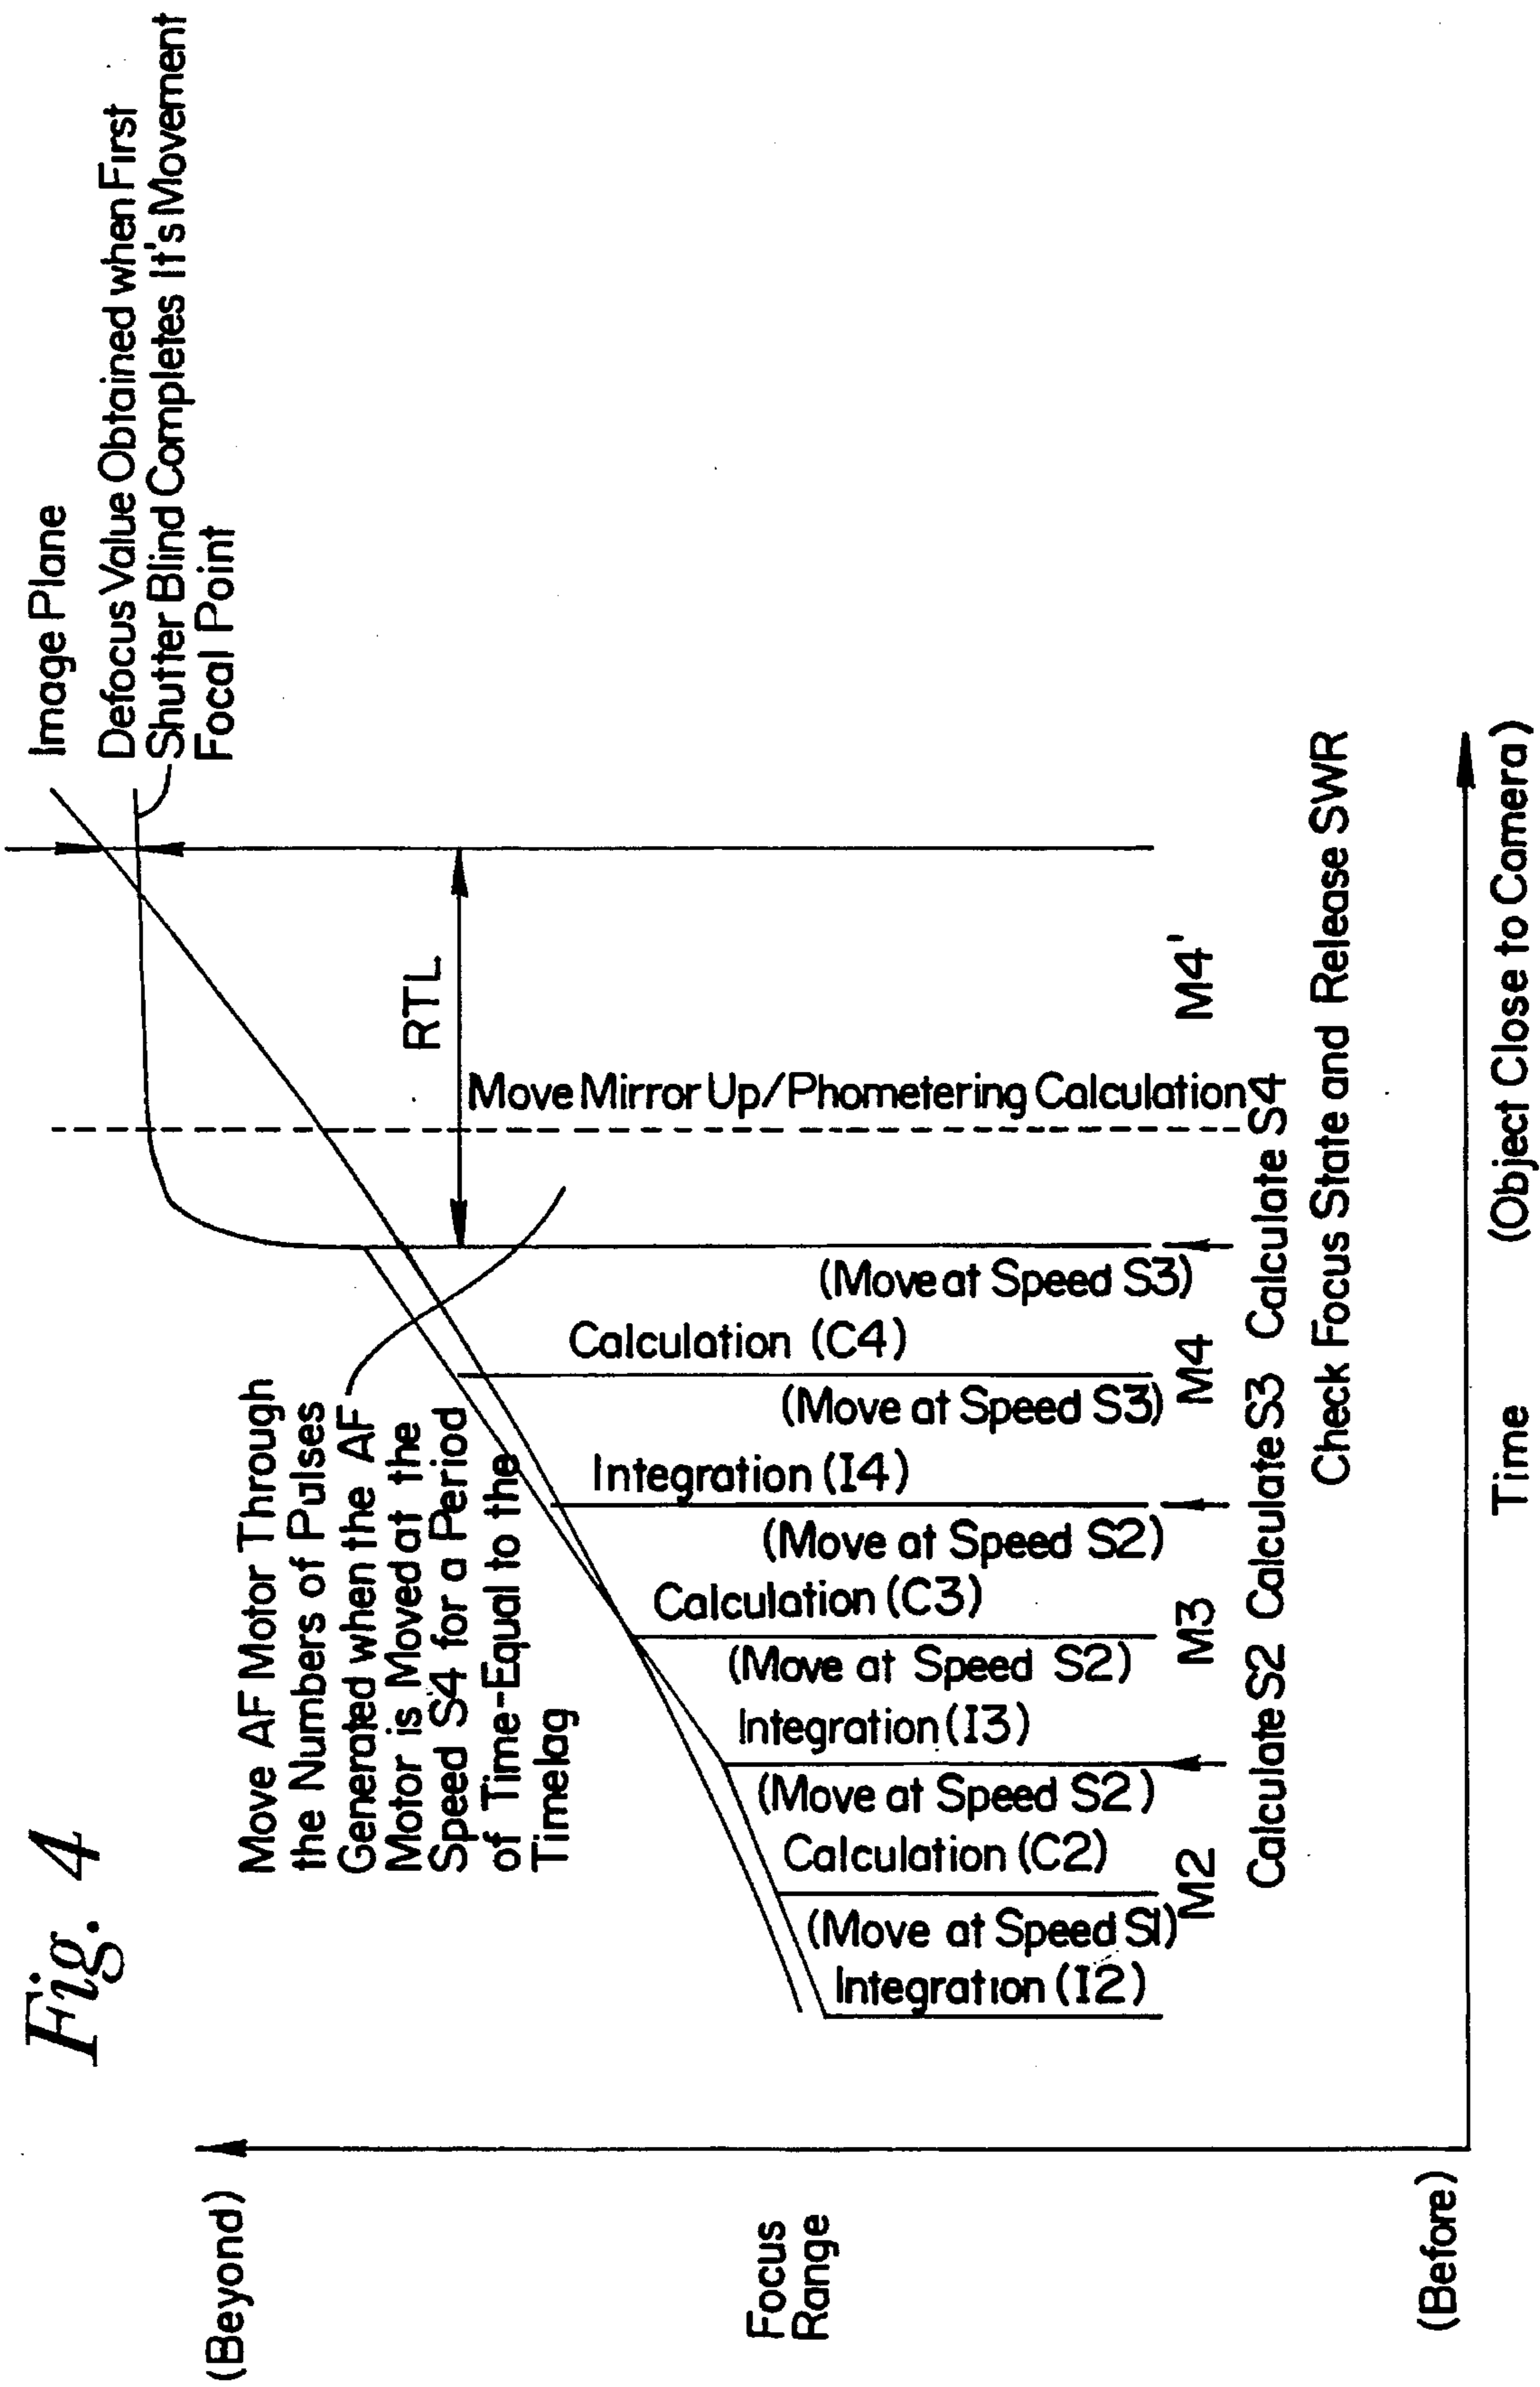 Fig. 4
Image Plane
Defocus Value Obtained when First
Shutter Blind Completes It's Movement
Focal Point
Move AF Motor Through
the Numbers of Pulses
Generated when the AF
Motor is Moved at the
Speed S4 for a Period
of Time-Equal to the
Timelag
(Beyond)
Focus
Range
(Before)
RTL
Move Mirror Up/Phometering Calculation
Integration (I2)
(Move at Speed S1)
Calculation (C2)
(Move at Speed S2)
Integration (I3)
(Move at Speed S2)
Calculation (C3)
(Move at Speed S2)
Integration (I4)
(Move at Speed S3)
Calculation (C4)
(Move at Speed S3)
M2
M3
M4
M4'
Calculate S2 Calculate S3 Calculate S4
Check Focus State and Release SWR
Time
(Object Close to Camera)